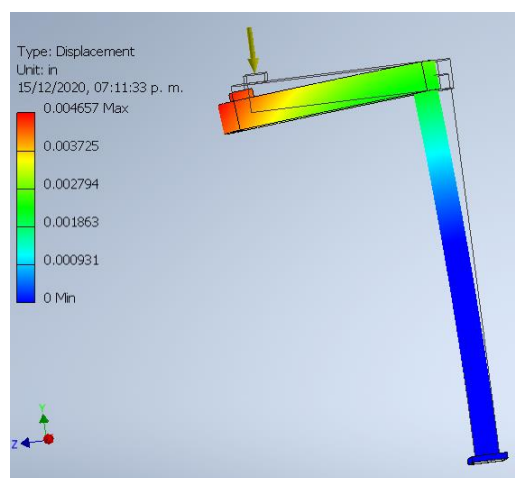 Type: Displacement
Unit: in
15/12/2020, 07:11:33 p. m.
0.004657 Max
0.003725
0.002794
0.001863
0.000931
0 Min
Y
Z